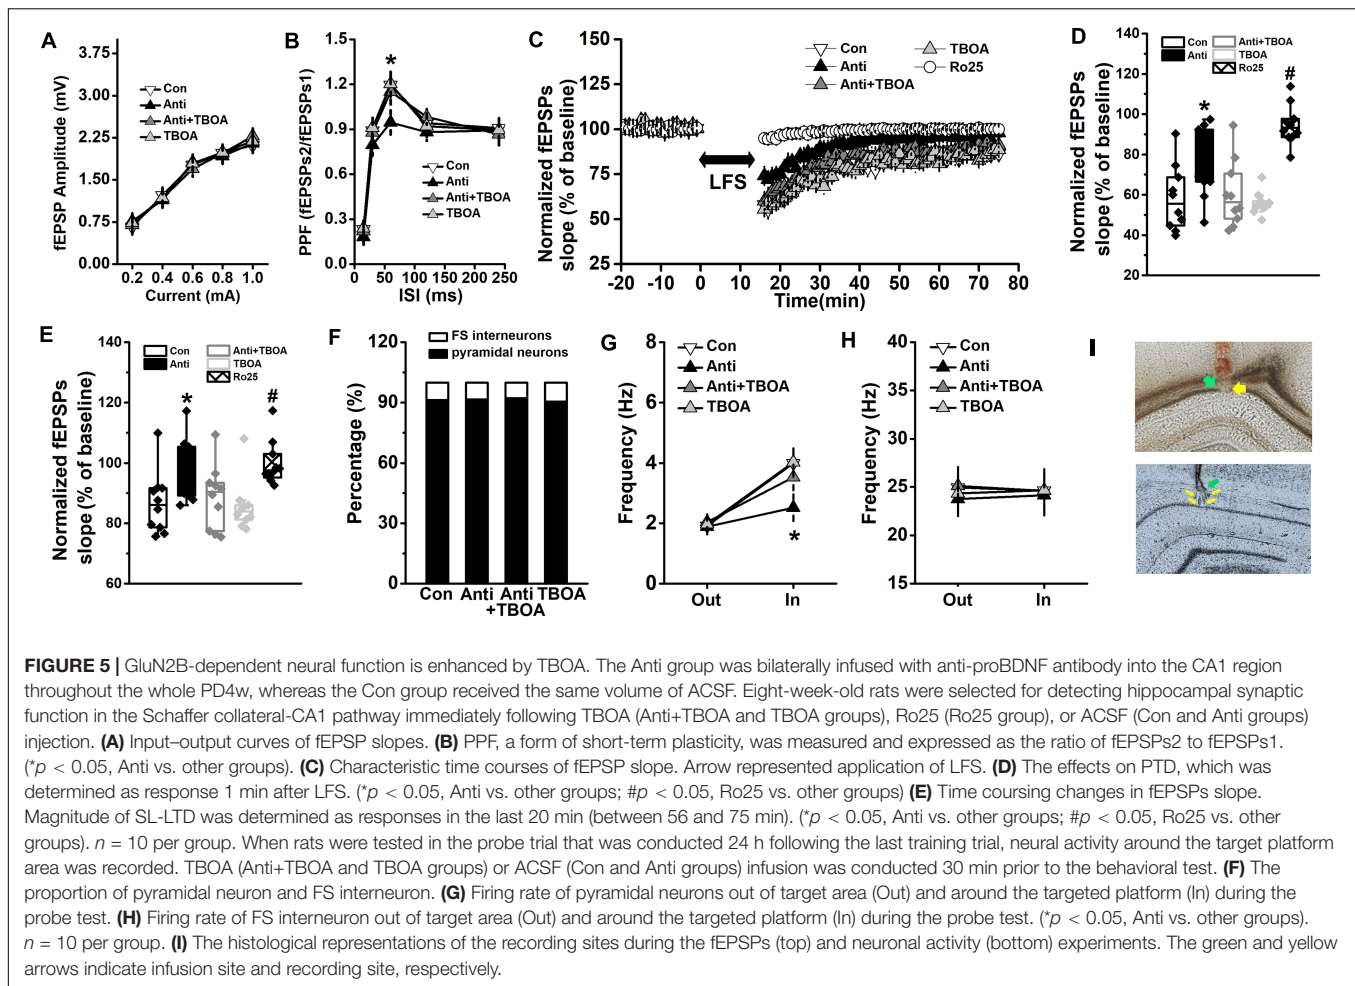 A
fEPSP Amplitude (mV)
3.75
3.00
2.25
1.50
0.75
0.00
0.2 0.4 0.6 0.8 1.0
Current (mA)
Con
Anti
Anti+TBOA
TBOA
B
PPF (fEPSPs2/fEPSPs1)
1.5
1.2
0.9
0.6
0.3
0.0
0 50 100 150 200 250
ISI (ms)
*
Con
Anti
Anti+TBOA
TBOA
C
Normalized fEPSPs
slope (% of baseline)
150
125
100
75
50
25
-20 -10 0 10 20 30 40 50 60 70 80
Time(min)
LFS
Con
Anti
Anti+TBOA
TBOA
Ro25
D
Normalized fEPSPs
slope (% of baseline)
140
120
100
80
60
40
20
Con
Anti
Anti+TBOA
TBOA
Ro25
*
#
E
Normalized fEPSPs
slope (% of baseline)
140
120
100
80
60
Con
Anti
Anti+TBOA
TBOA
Ro25
*
#
F
Percentage (%)
120
90
60
30
0
FS interneurons
pyramidal neurons
Con Anti Anti TBOA
+TBOA
G
Frequency (Hz)
8
6
4
2
0
Out In
Con
Anti
Anti+TBOA
TBOA
*
H
Frequency (Hz)
40
35
30
25
20
15
Out In
Con
Anti
Anti+TBOA
TBOA
I
FIGURE 5 | GluN2B-dependent neural function is enhanced by TBOA. The Anti group was bilaterally infused with anti-proBDNF antibody into the CA1 region
throughout the whole PD4w, whereas the Con group received the same volume of ACSF. Eight-week-old rats were selected for detecting hippocampal synaptic
function in the Schaffer collateral-CA1 pathway immediately following TBOA (Anti+TBOA and TBOA groups), Ro25 (Ro25 group), or ACSF (Con and Anti groups)
injection. (A) Input–output curves of fEPSP slopes. (B) PPF, a form of short-term plasticity, was measured and expressed as the ratio of fEPSPs2 to fEPSPs1.
(*p < 0.05, Anti vs. other groups). (C) Characteristic time courses of fEPSP slope. Arrow represented application of LFS. (D) The effects on PTD, which was
determined as response 1 min after LFS. (*p < 0.05, Anti vs. other groups; #p < 0.05, Ro25 vs. other groups) (E) Time coursing changes in fEPSPs slope.
Magnitude of SL-LTD was determined as responses in the last 20 min (between 56 and 75 min). (*p < 0.05, Anti vs. other groups; #p < 0.05, Ro25 vs. other
groups). n = 10 per group. When rats were tested in the probe trial that was conducted 24 h following the last training trial, neural activity around the target platform
area was recorded. TBOA (Anti+TBOA and TBOA groups) or ACSF (Con and Anti groups) infusion was conducted 30 min prior to the behavioral test. (F) The
proportion of pyramidal neuron and FS interneuron. (G) Firing rate of pyramidal neurons out of target area (Out) and around the targeted platform (In) during the
probe test. (H) Firing rate of FS interneuron out of target area (Out) and around the targeted platform (In) during the probe test. (*p < 0.05, Anti vs. other groups).
n = 10 per group. (I) The histological representations of the recording sites during the fEPSPs (top) and neuronal activity (bottom) experiments. The green and yellow
arrows indicate infusion site and recording site, respectively.